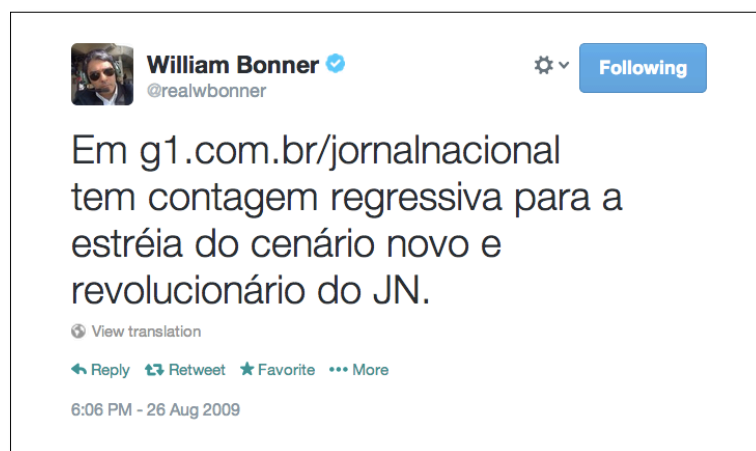 William Bonner
Following
@realwbonner
Em g1.com.br/jornalnacional
tem contagem regressiva para a
estréia do cenário novo e
revolucionário do JN.
View translation
Reply Retweet Favorite More
6:06 PM - 26 Aug 2009